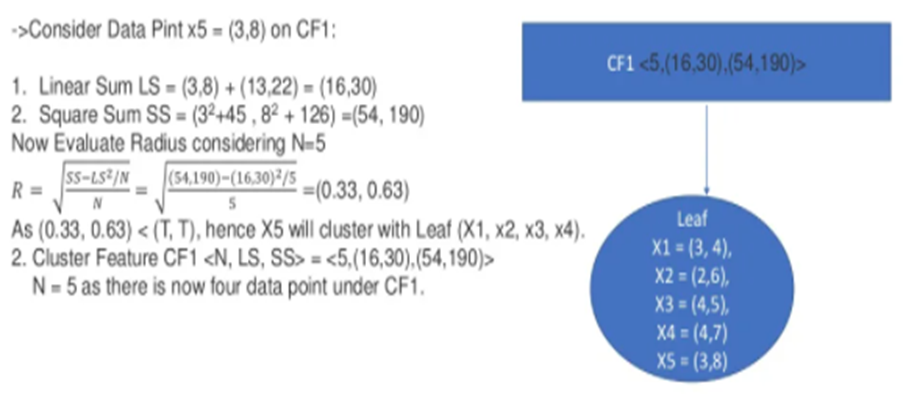 ->Consider Data Pint x5 = (3,8) on CF1:
1. Linear Sum LS = (3,8) + (13,22) = (16,30)
2. Square Sum SS = (3²+45 , 8² + 126) =(54, 190)
Now Evaluate Radius considering N=5
R = √((SS−LS²/N)/N) = √(((54,190)−(16,30)²/5)/5) =(0.33, 0.63)
As (0.33, 0.63) < (T, T), hence X5 will cluster with Leaf (X1, x2, x3, x4).
2. Cluster Feature CF1 <N, LS, SS> = <5,(16,30),(54,190)>
N = 5 as there is now four data point under CF1.
CF1 <5,(16,30),(54,190)>
Leaf
X1 = (3, 4),
X2 = (2,6),
X3 = (4,5),
X4 = (4,7)
X5 = (3,8)